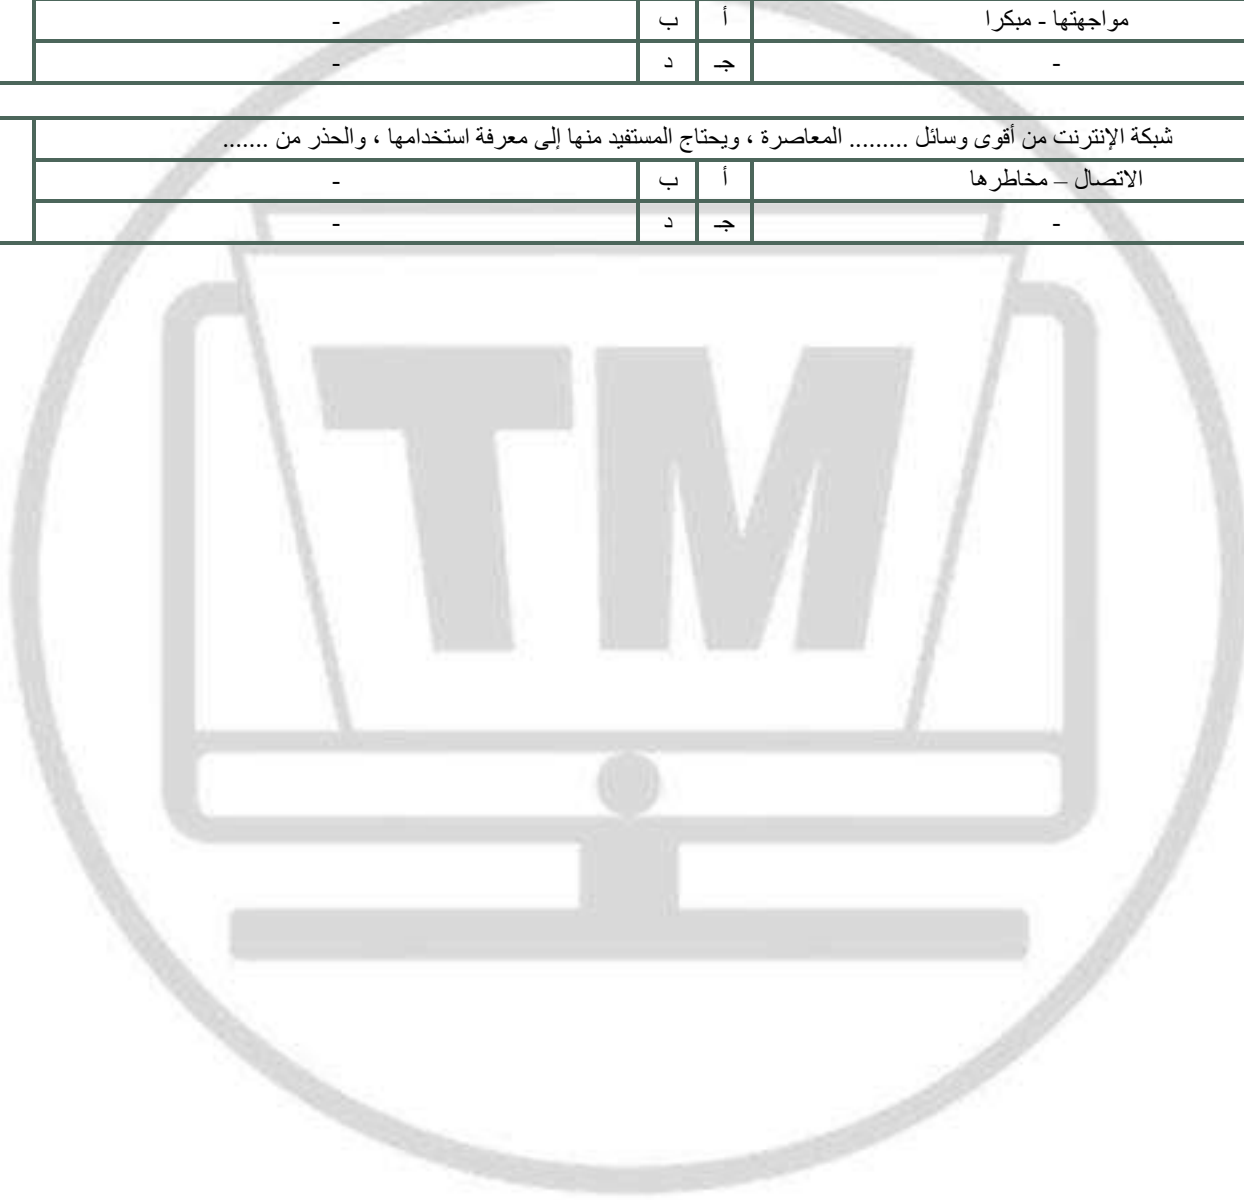 مواجهتها - مبكرا أ ب -
- جـ د -
شبكة الإنترنت من أقوى وسائل ......... المعاصرة ، ويحتاج المستفيد منها إلى معرفة استخدامها ، والحذر من .......
الاتصال – مخاطرها أ ب -
- جـ د -
TM